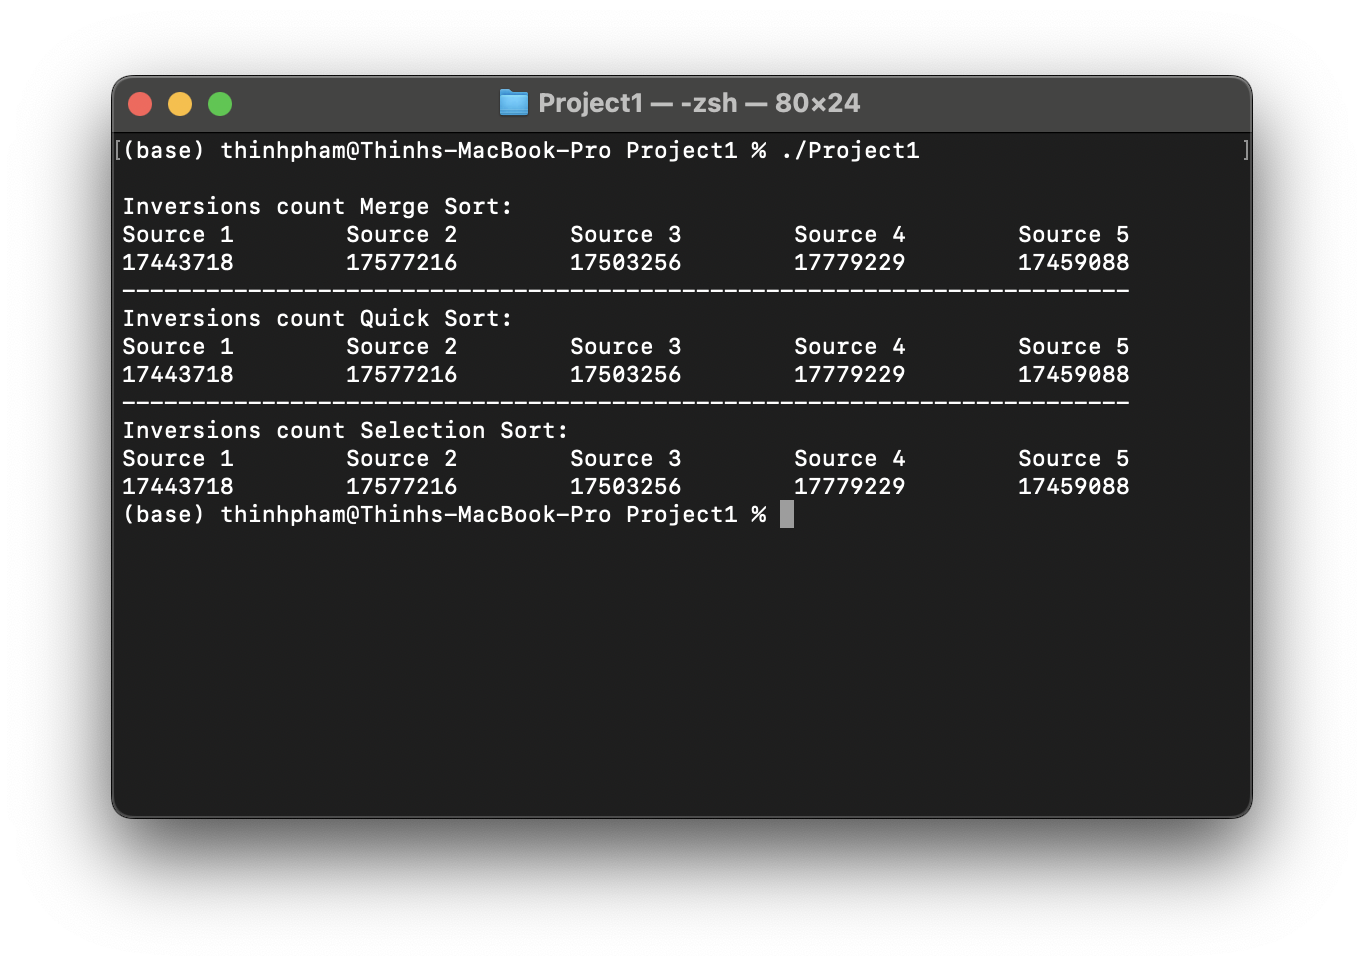 Project1 — -zsh — 80×24
[(base) thinhpham@Thinhs-MacBook-Pro Project1 % ./Project1 ]
Inversions count Merge Sort:
Source 1 Source 2 Source 3 Source 4 Source 5
17443718 17577216 17503256 17779229 17459088
------------------------------------------------------------------------
Inversions count Quick Sort:
Source 1 Source 2 Source 3 Source 4 Source 5
17443718 17577216 17503256 17779229 17459088
------------------------------------------------------------------------
Inversions count Selection Sort:
Source 1 Source 2 Source 3 Source 4 Source 5
17443718 17577216 17503256 17779229 17459088
(base) thinhpham@Thinhs-MacBook-Pro Project1 %